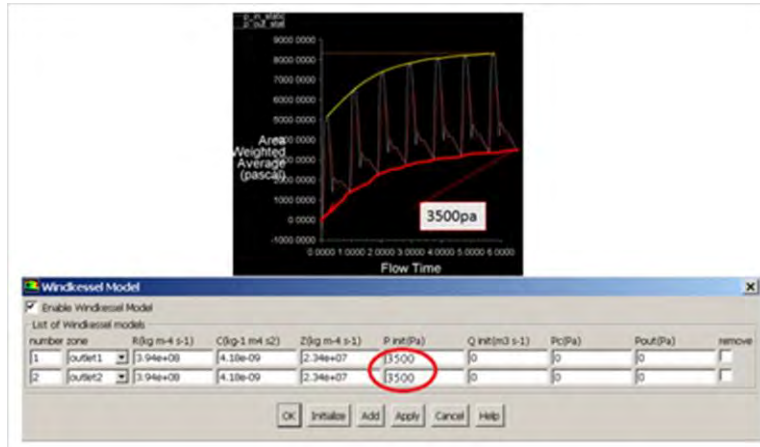 p_in_static
p_out_stat
9000.0000
8000.0000
7000.0000
6000.0000
Area
Weighted
Average
(pascal)
3000.0000
2000.0000
1000.0000
0.0000
-1000.0000
3500pa
0.0000 1.0000 2.0000 3.0000 4.0000 5.0000 6.0000
Flow Time
Windkessel Model
Enable Windkessel Model
List of Windkessel models
number zone R(kg m-4 s-1) C(kg-1 m4 s2) Z(kg m-4 s-1) P init(Pa) Q init(m3 s-1) Pc(Pa) Pout(Pa) remove
1 outlet1 3.94e+08 4.18e-09 2.34e+07 3500 0 0 0
2 outlet2 3.94e+08 4.18e-09 2.34e+07 3500 0 0 0
OK Initialize Add Apply Cancel Help